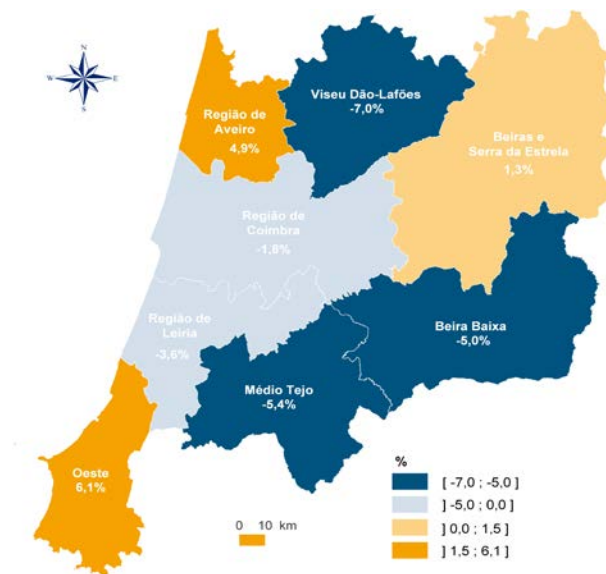 N
W
E
S
Viseu Dão-Lafões
-7,0%
Região de
Aveiro
4,9%
Beiras e
Serra da Estrela
1,3%
Região de
Coimbra
-1,8%
Região de
Leiria
-3,6%
Beira Baixa
-5,0%
Médio Tejo
-5,4%
Oeste
6,1%
%
[ -7,0 ; -5,0 ]
] -5,0 ; 0,0 ]
] 0,0 ; 1,5 ]
] 1,5 ; 6,1 ]
0 10 km